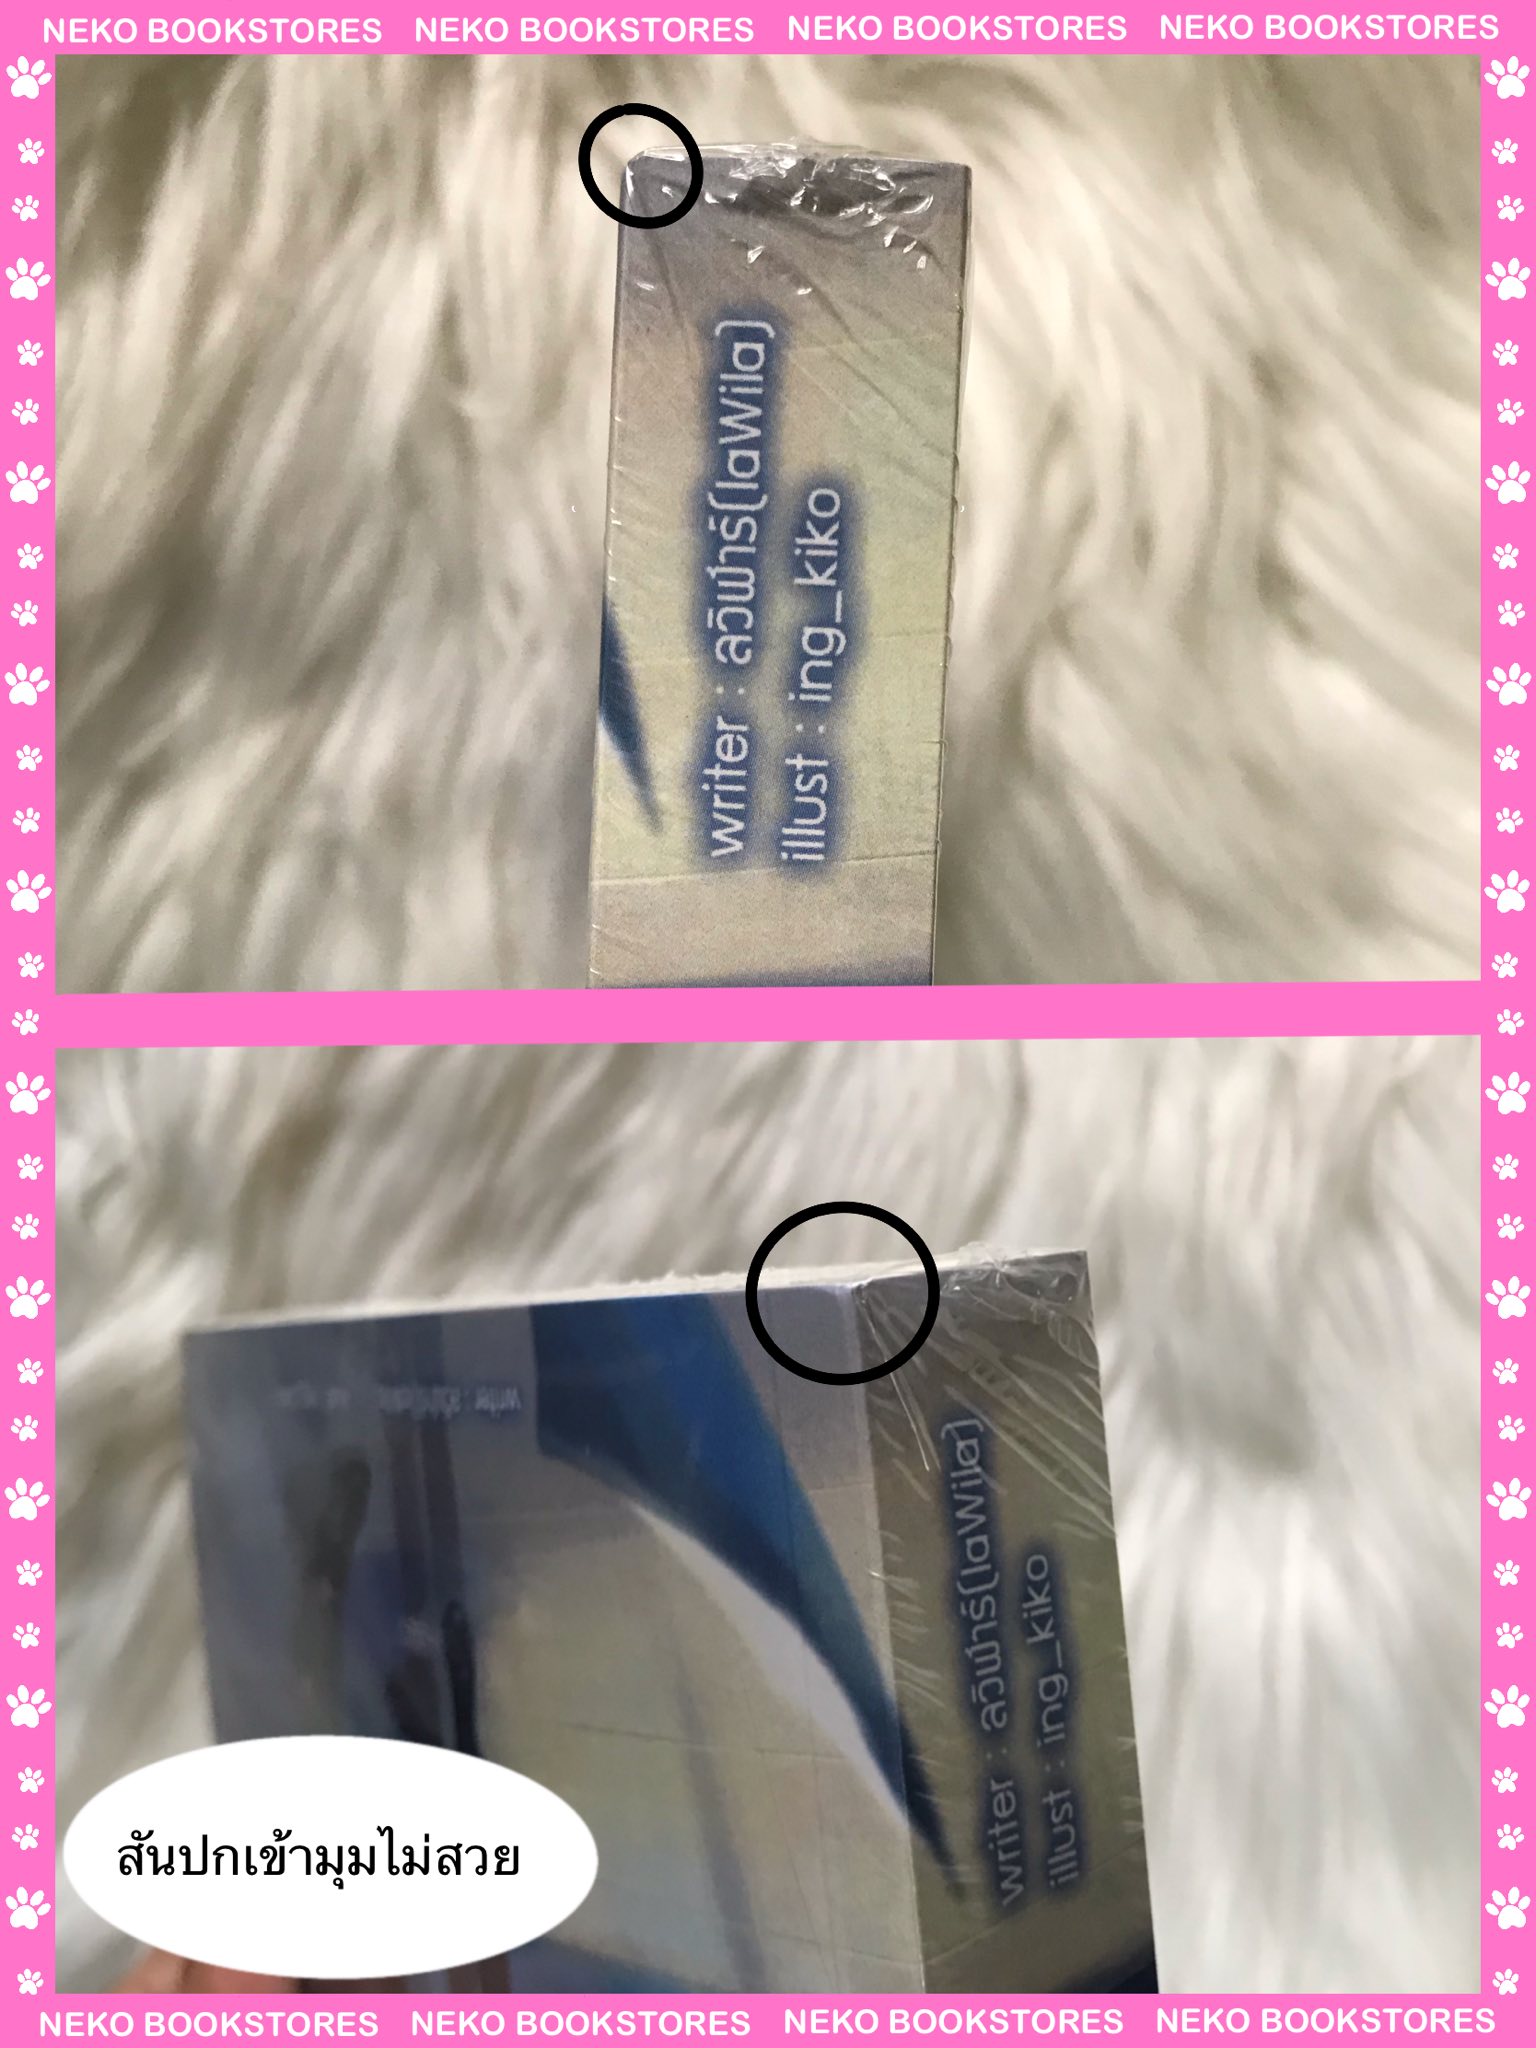 NEKO BOOKSTORES NEKO BOOKSTORES NEKO BOOKSTORES NEKO BOOKSTORES
writer : ลวิฬาร์(laWila)
illust : ing_kiko
writer :
writer : ลวิฬาร์(laWila)
illust : ing_kiko
สันปกเข้ามุมไม่สวย
NEKO BOOKSTORES NEKO BOOKSTORES NEKO BOOKSTORES NEKO BOOKSTORES